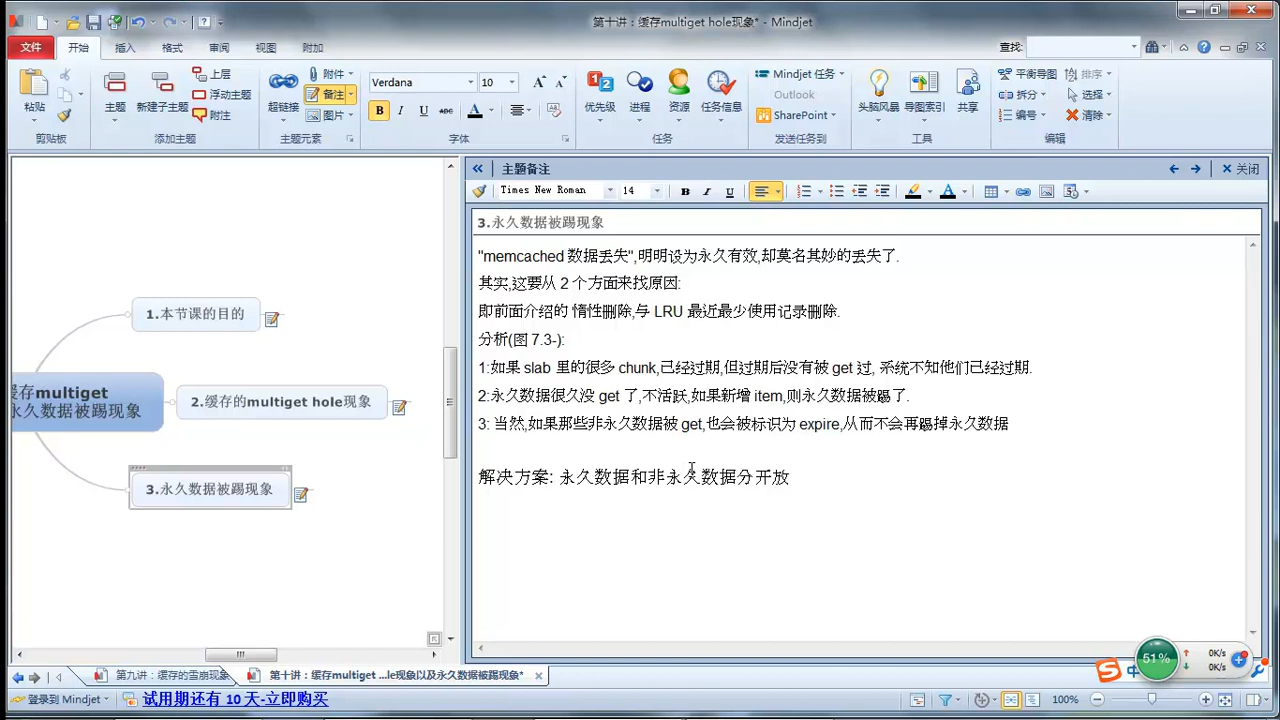 第十讲：缓存multiget hole现象* - Mindjet
文件 开始 插入 格式 审阅 视图 附加 查找:
粘贴
剪贴板
主题 新建子主题 上层 浮动主题 附注
添加主题
超链接 附件 备注 图片
主题元素
Verdana 10
B I U abc A
字体
优先级 进程 资源 任务信息
任务
Mindjet 任务
Outlook
SharePoint
发送任务到
头脑风暴 导图索引 共享
工具
平衡导图 排序
拆分 选择
编号 清除
编辑
主题备注 关闭
Times New Roman 14 B I U
1.本节课的目的
缓存multiget
永久数据被踢现象
2.缓存的multiget hole现象
3.永久数据被踢现象
3.永久数据被踢现象
"memcached 数据丢失",明明设为永久有效,却莫名其妙的丢失了.
其实,这要从 2 个方面来找原因:
即前面介绍的 惰性删除,与 LRU 最近最少使用记录删除.
分析(图 7.3-):
1:如果 slab 里的很多 chunk,已经过期,但过期后没有被 get 过, 系统不知他们已经过期.
2:永久数据很久没 get 了,不活跃,如果新增 item,则永久数据被踢了.
3: 当然,如果那些非永久数据被 get,也会被标识为 expire,从而不会再踢掉永久数据
解决方案: 永久数据和非永久数据分开放
51% 0K/s
0K/s
第九讲：缓存的雪崩现象 第十讲：缓存multiget ...le现象以及永久数据被踢现象*
登录到 Mindjet 试用期还有 10 天-立即购买 100%